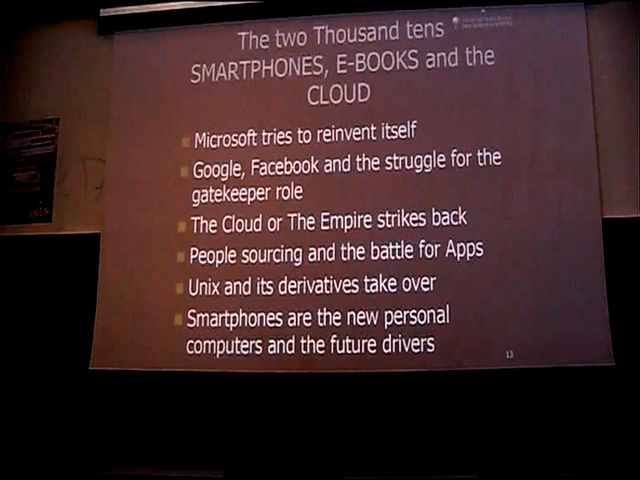 The two Thousand tens
SMARTPHONES, E-BOOKS and the
CLOUD
Microsoft tries to reinvent itself
Google, Facebook and the struggle for the
gatekeeper role
The Cloud or The Empire strikes back
People sourcing and the battle for Apps
Unix and its derivatives take over
Smartphones are the new personal
computers and the future drivers
13